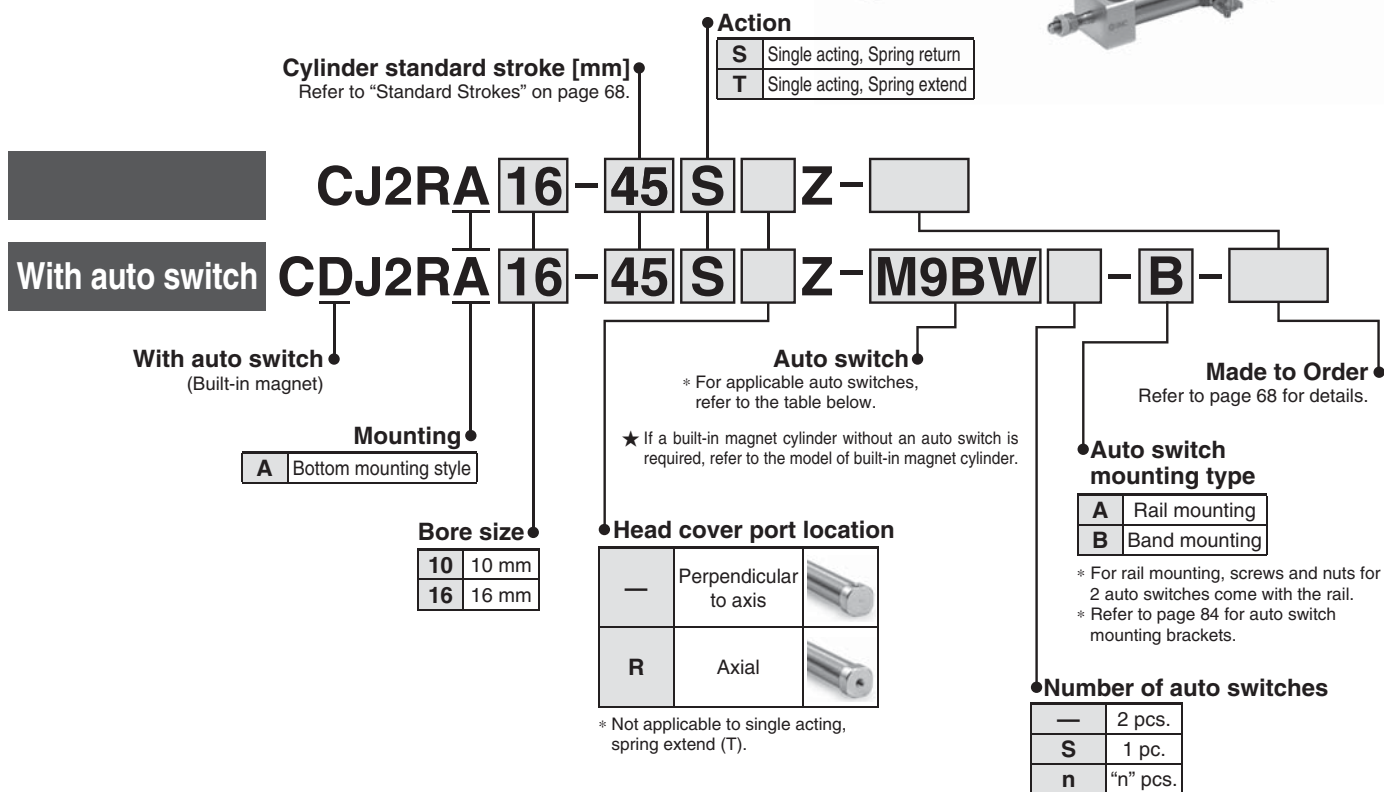 Action
S Single acting, Spring return
T Single acting, Spring extend
Cylinder standard stroke [mm]
Refer to “Standard Strokes” on page 68.
CJ2RA 16 - 45 S Z -
With auto switch CDJ2RA 16 - 45 S Z - M9BW - B -
With auto switch
(Built-in magnet)
Mounting
A Bottom mounting style
Bore size
10 10 mm
16 16 mm
Head cover port location
— Perpendicular
to axis
R Axial
* Not applicable to single acting,
spring extend (T).
Auto switch
* For applicable auto switches,
refer to the table below.
★ If a built-in magnet cylinder without an auto switch is
required, refer to the model of built-in magnet cylinder.
Made to Order
Refer to page 68 for details.
Auto switch
mounting type
A Rail mounting
B Band mounting
* For rail mounting, screws and nuts for
2 auto switches come with the rail.
* Refer to page 84 for auto switch
mounting brackets.
Number of auto switches
— 2 pcs.
S 1 pc.
n “n” pcs.